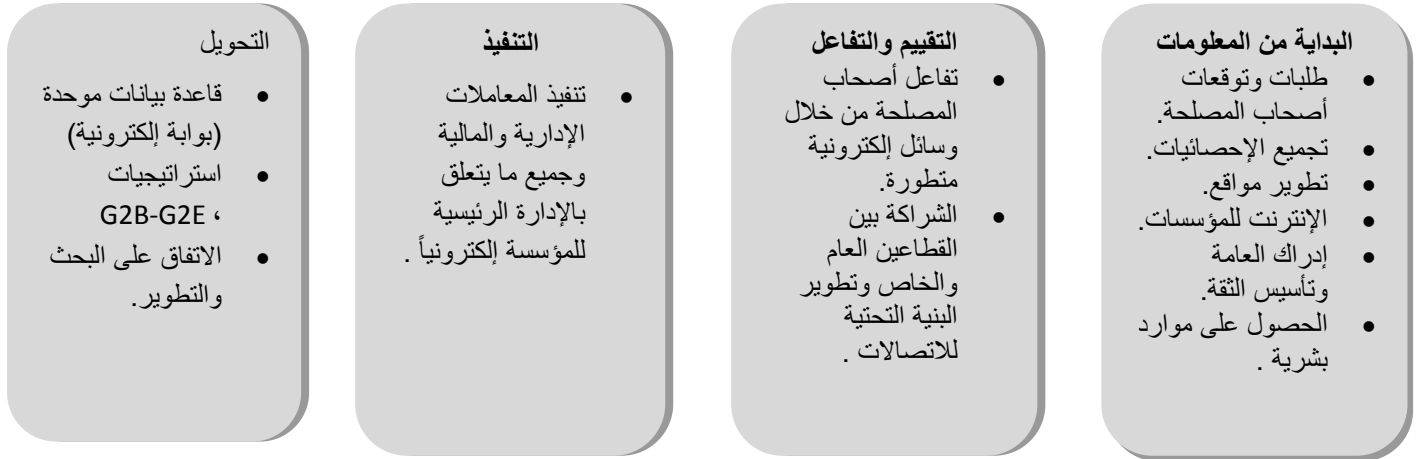 البداية من المعلومات
• طلبات وتوقعات
أصحاب المصلحة.
• تجميع الإحصائيات.
• تطوير مواقع.
• الإنترنت للمؤسسات.
• إدراك العامة
وتأسيس الثقة.
• الحصول على موارد
بشرية .
التقييم والتفاعل
• تفاعل أصحاب
المصلحة من خلال
وسائل إلكترونية
متطورة.
• الشراكة بين
القطاعين العام
والخاص وتطوير
البنية التحتية
للاتصالات .
التنفيذ
• تنفيذ المعاملات
الإدارية والمالية
وجميع ما يتعلق
بالإدارة الرئيسية
للمؤسسة إلكترونياً .
التحويل
• قاعدة بيانات موحدة
(بوابة إلكترونية)
• استراتيجيات
، G2B-G2E
• الاتفاق على البحث
والتطوير.